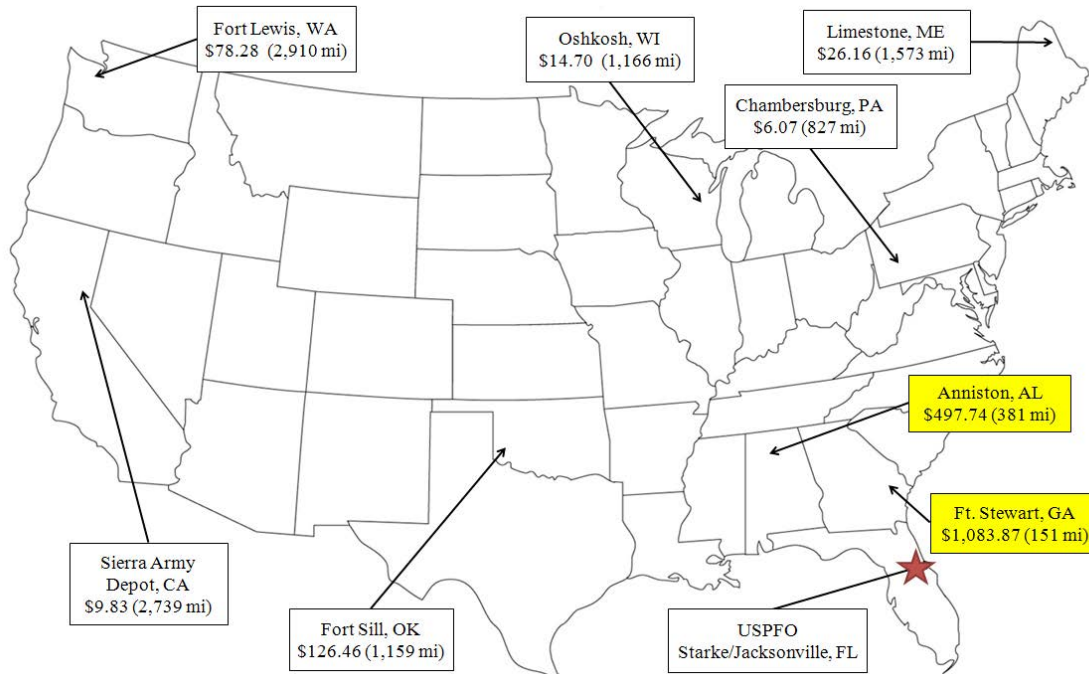 Fort Lewis, WA
$78.28 (2,910 mi)
Oshkosh, WI
$14.70 (1,166 mi)
Limestone, ME
$26.16 (1,573 mi)
Chambersburg, PA
$6.07 (827 mi)
Anniston, AL
$497.74 (381 mi)
Ft. Stewart, GA
$1,083.87 (151 mi)
Sierra Army
Depot, CA
$9.83 (2,739 mi)
Fort Sill, OK
$126.46 (1,159 mi)
USPFO
Starke/Jacksonville, FL